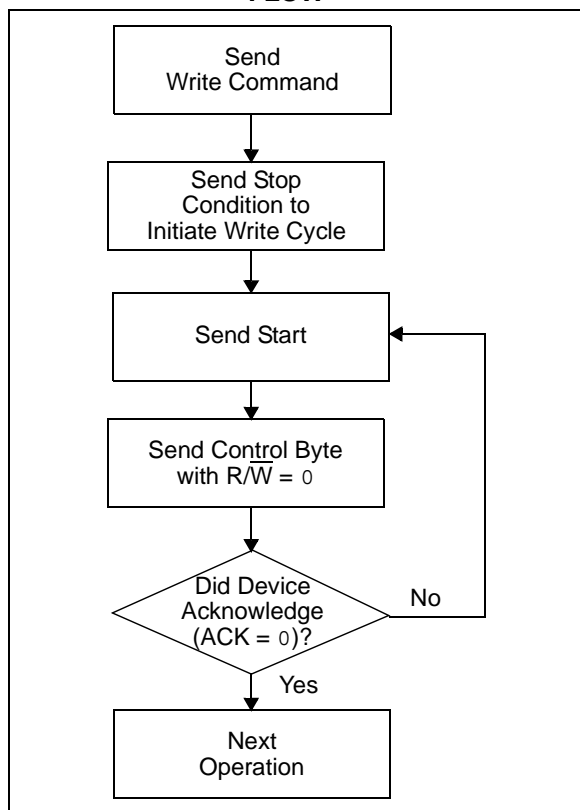 Send
Write Command
Send Stop
Condition to
Initiate Write Cycle
Send Start
Send Control Byte
with R/W̅ = 0
Did Device
Acknowledge
(ACK = 0)?
No
Yes
Next
Operation